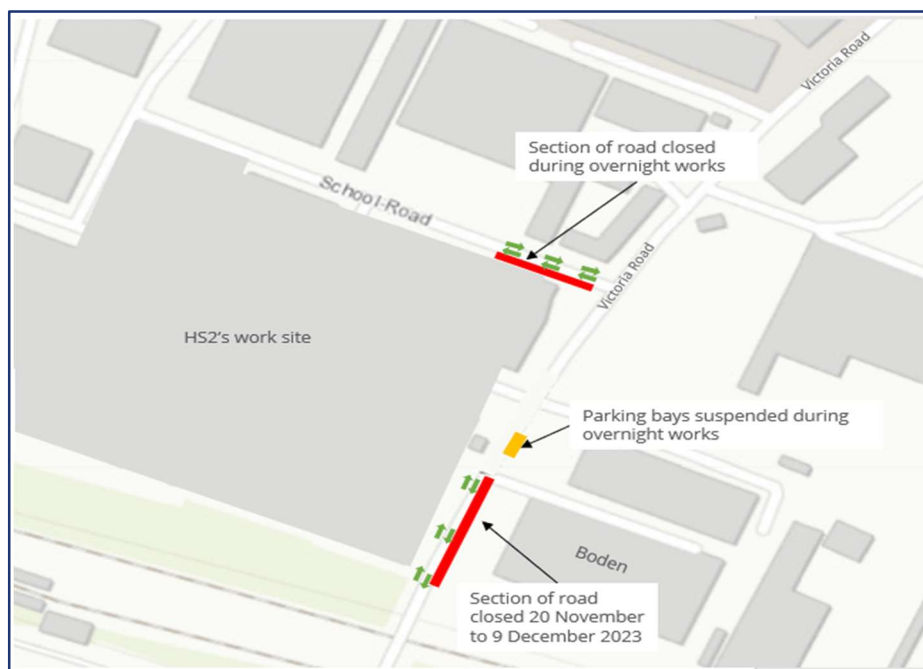 Victoria Road
Section of road closed
during overnight works
School-Road
Victoria Road
HS2's work site
Parking bays suspended during
overnight works
Boden
Section of road
closed 20 November
to 9 December 2023